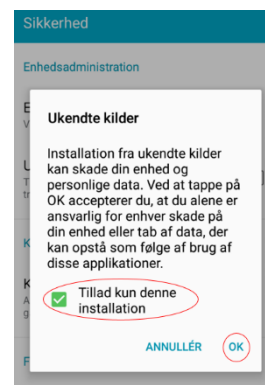 Sikkerhed
Enhedsadministration
E
V
Ukendte kilder
Installation fra ukendte kilder
kan skade din enhed og
personlige data. Ved at tappe på
OK accepterer du, at du alene er
ansvarlig for enhver skade på
din enhed eller tab af data, der
kan opstå som følge af brug af
disse applikationer.
U
T
tr
K
K
A
g
Tillad kun denne
installation
ANNULLÉR OK
F